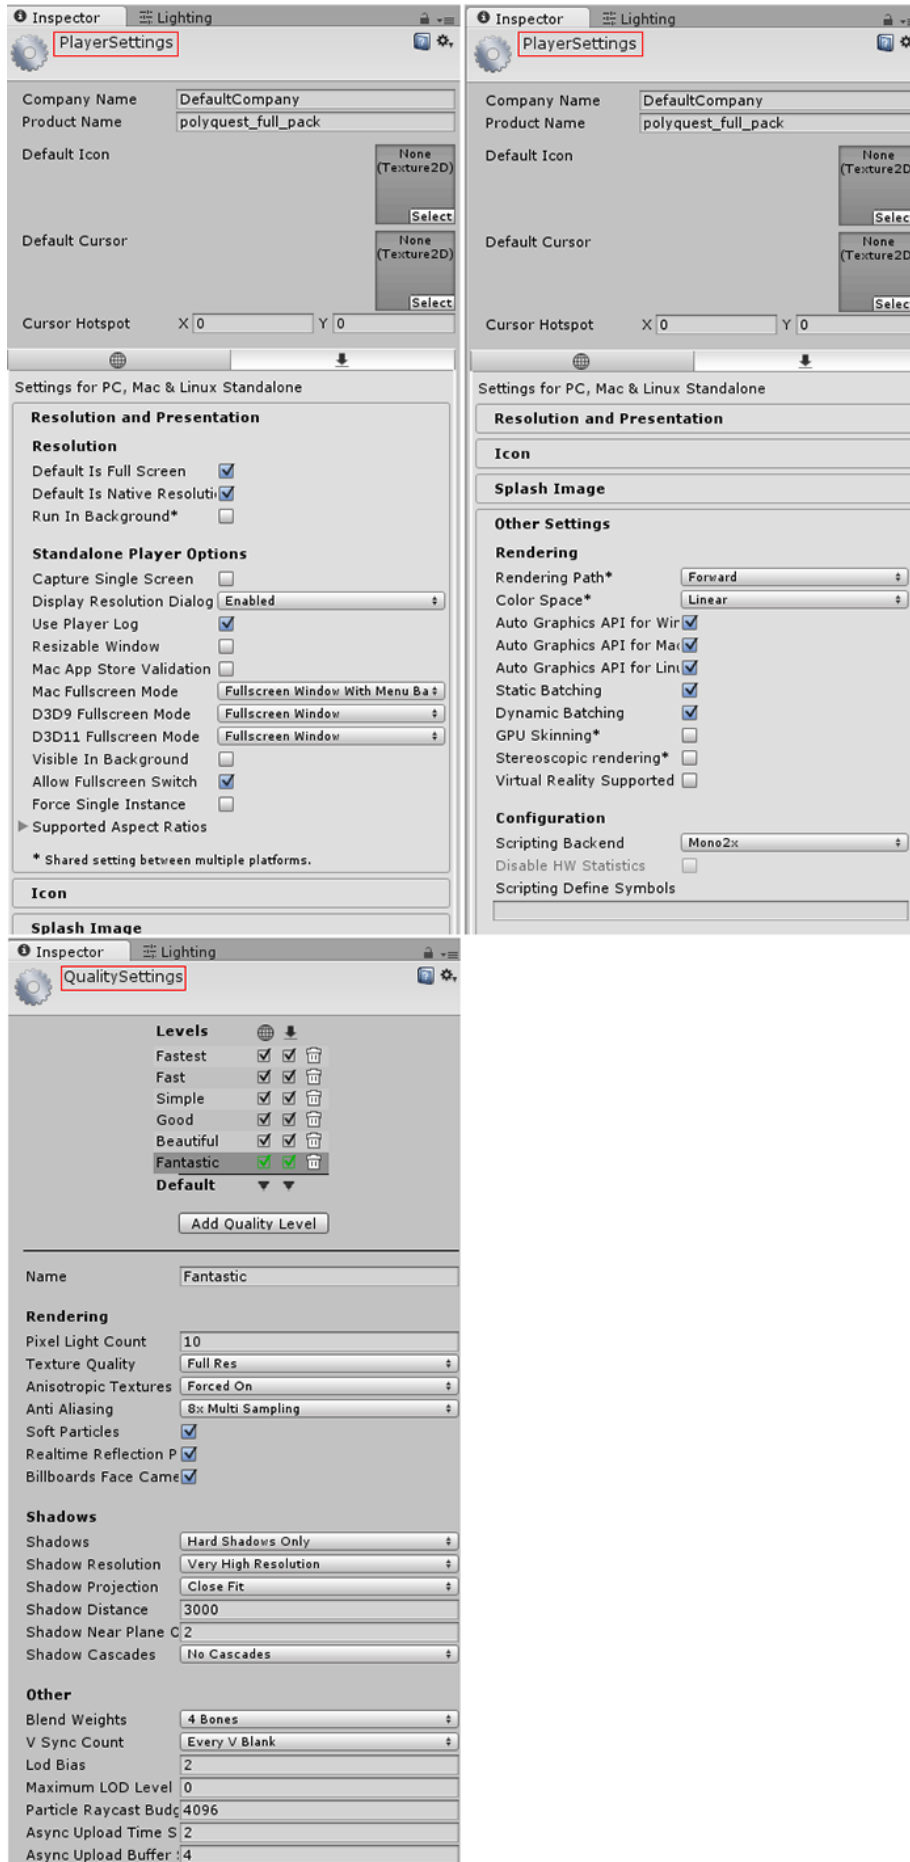 Inspector Lighting
PlayerSettings
Company Name DefaultCompany
Product Name polyquest_full_pack
Default Icon None
(Texture2D)
Select
Default Cursor None
(Texture2D)
Select
Cursor Hotspot X 0 Y 0
Settings for PC, Mac & Linux Standalone
Resolution and Presentation
Resolution
Default Is Full Screen
Default Is Native Resoluti
Run In Background*
Standalone Player Options
Capture Single Screen
Display Resolution Dialog Enabled
Use Player Log
Resizable Window
Mac App Store Validation
Mac Fullscreen Mode Fullscreen Window With Menu Ba
D3D9 Fullscreen Mode Fullscreen Window
D3D11 Fullscreen Mode Fullscreen Window
Visible In Background
Allow Fullscreen Switch
Force Single Instance
Supported Aspect Ratios
* Shared setting between multiple platforms.
Icon
Splash Image
Inspector Lighting
PlayerSettings
Company Name DefaultCompany
Product Name polyquest_full_pack
Default Icon None
(Texture2D
Selec
Default Cursor None
(Texture2D
Selec
Cursor Hotspot X 0 Y 0
Settings for PC, Mac & Linux Standalone
Resolution and Presentation
Icon
Splash Image
Other Settings
Rendering
Rendering Path* Forward
Color Space* Linear
Auto Graphics API for Wir
Auto Graphics API for Ma
Auto Graphics API for Linu
Static Batching
Dynamic Batching
GPU Skinning*
Stereoscopic rendering*
Virtual Reality Supported
Configuration
Scripting Backend Mono2x
Disable HW Statistics
Scripting Define Symbols
Inspector Lighting
QualitySettings
Levels
Fastest
Fast
Simple
Good
Beautiful
Fantastic
Default
Add Quality Level
Name Fantastic
Rendering
Pixel Light Count 10
Texture Quality Full Res
Anisotropic Textures Forced On
Anti Aliasing 8x Multi Sampling
Soft Particles
Realtime Reflection P
Billboards Face Came
Shadows
Shadows Hard Shadows Only
Shadow Resolution Very High Resolution
Shadow Projection Close Fit
Shadow Distance 3000
Shadow Near Plane O 2
Shadow Cascades No Cascades
Other
Blend Weights 4 Bones
V Sync Count Every V Blank
Lod Bias 2
Maximum LOD Level 0
Particle Raycast Budg 4096
Async Upload Time S 2
Async Upload Buffer 4